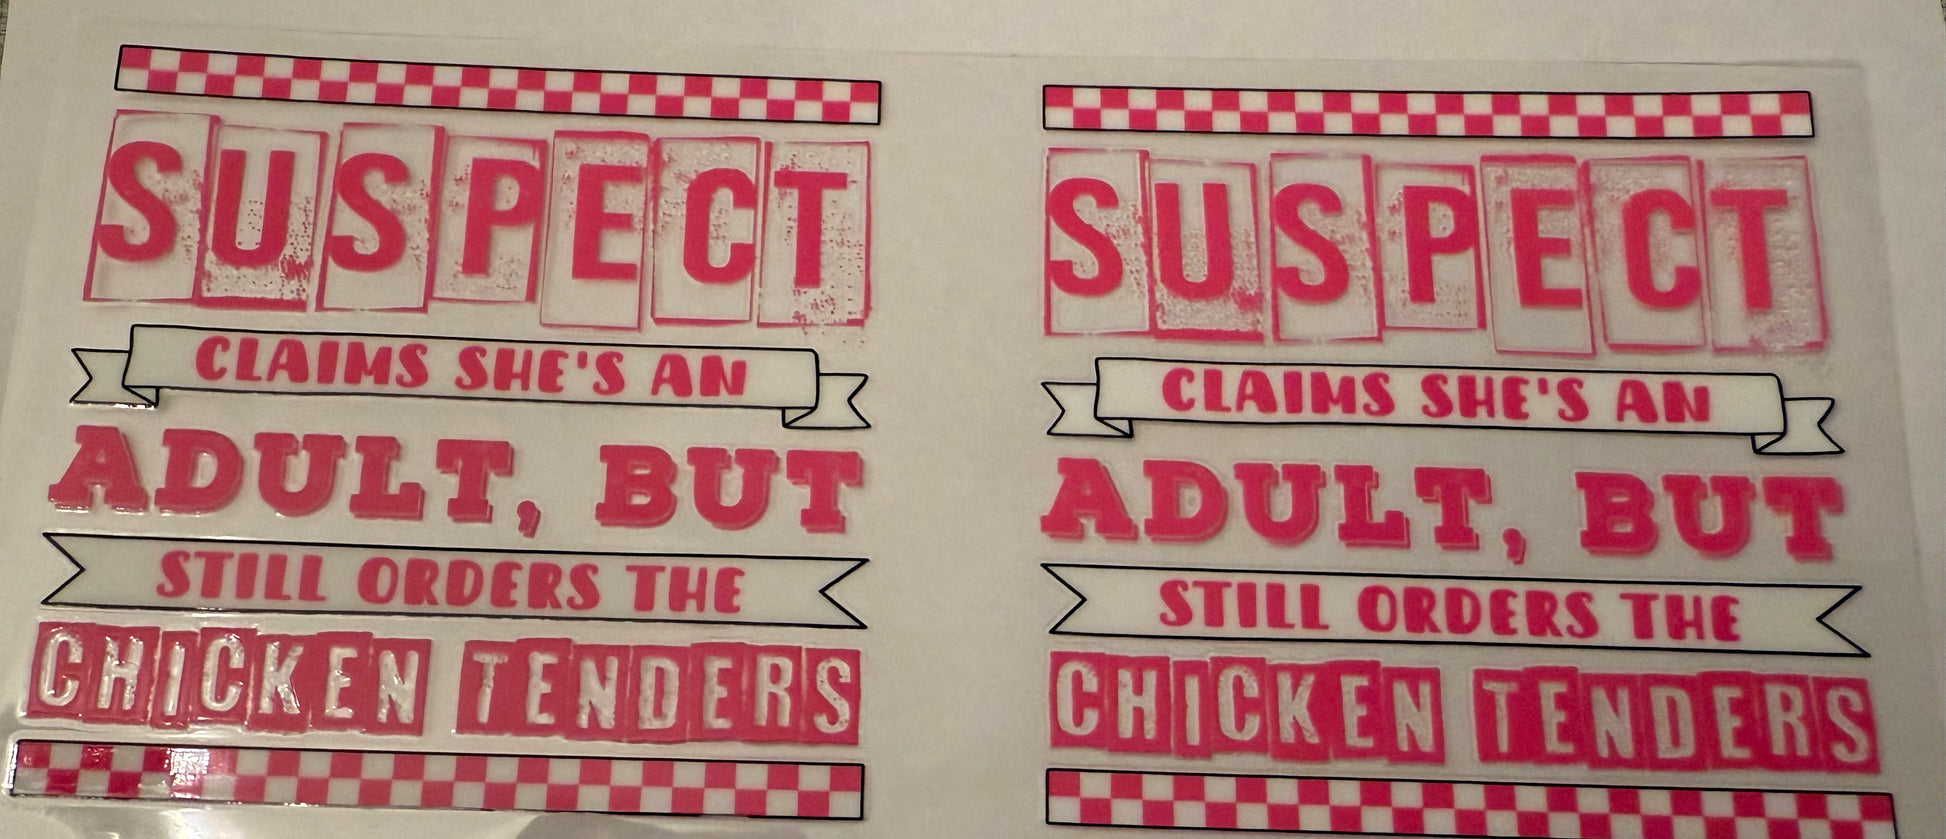 SUSPECT
CLAIMS SHE'S AN
ADULT, BUT
STILL ORDERS THE
CHICKEN TENDERS
SUSPECT
CLAIMS SHE'S AN
ADULT, BUT
STILL ORDERS THE
CHICKEN TENDERS